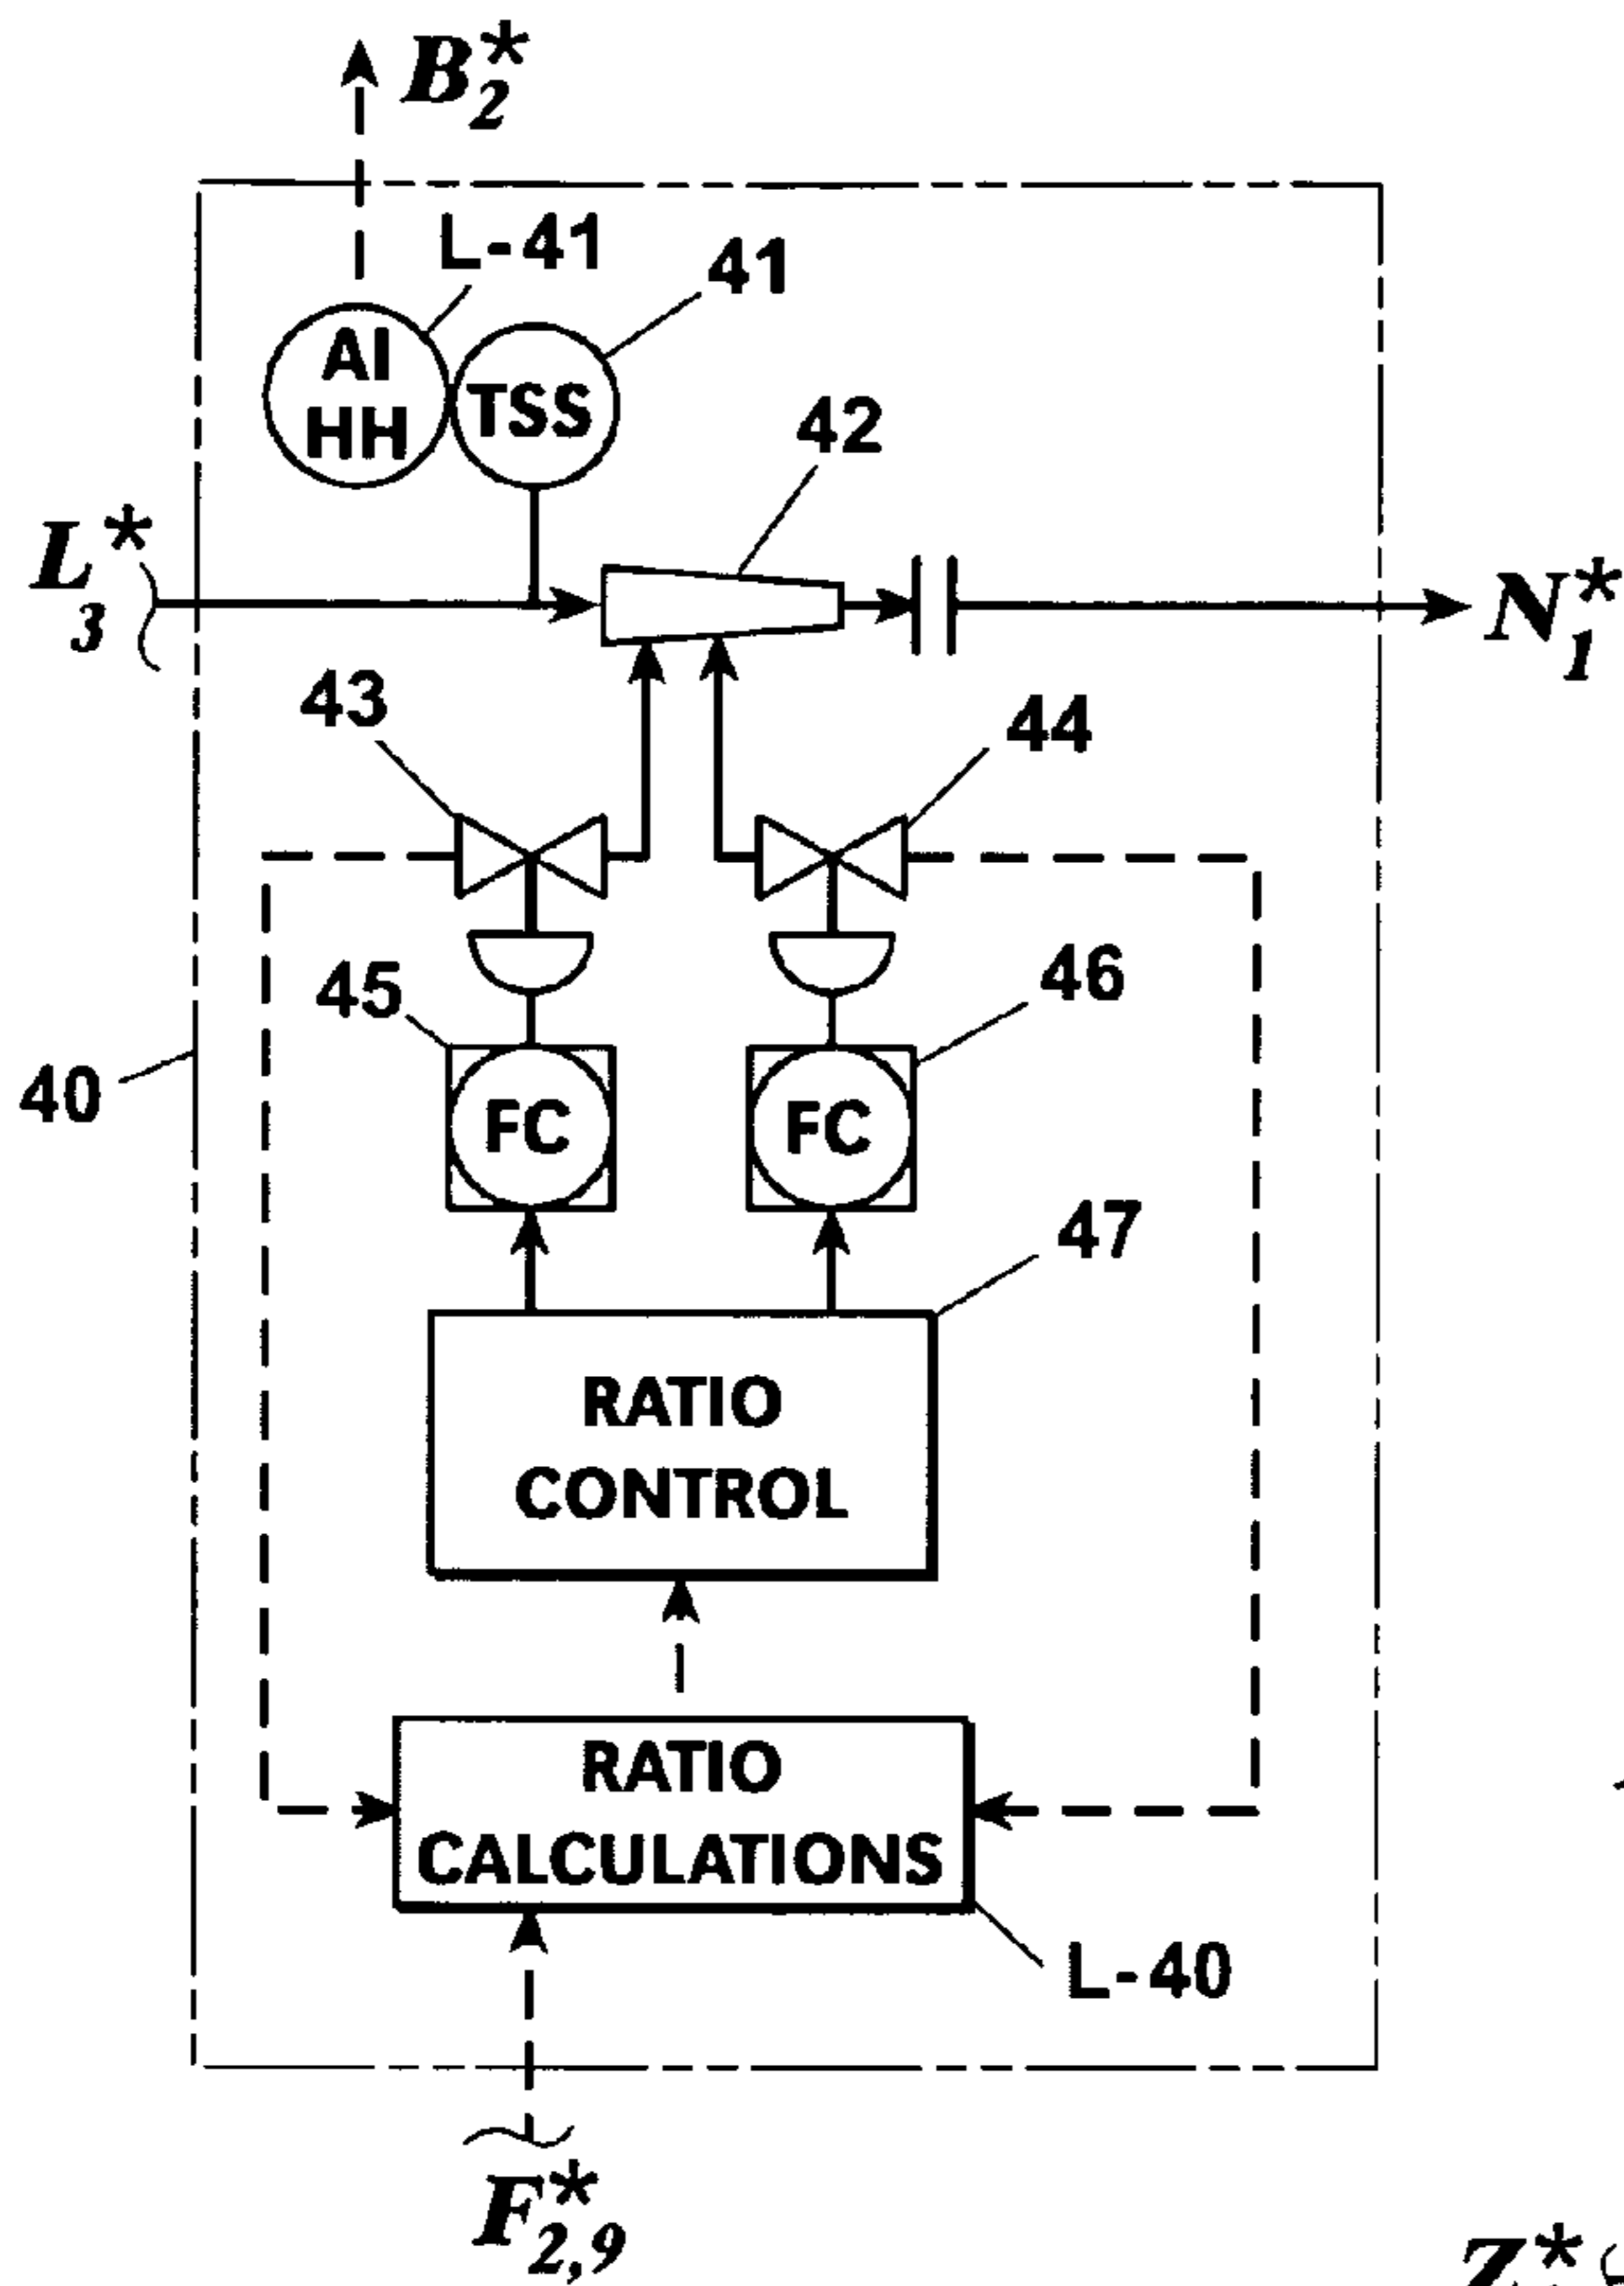 B*2
L-41
41
AI
HH
TSS
42
L*3
N*1
43
44
45
46
40
FC
FC
47
RATIO
CONTROL
RATIO
CALCULATIONS
L-40
F*2,9
Z*